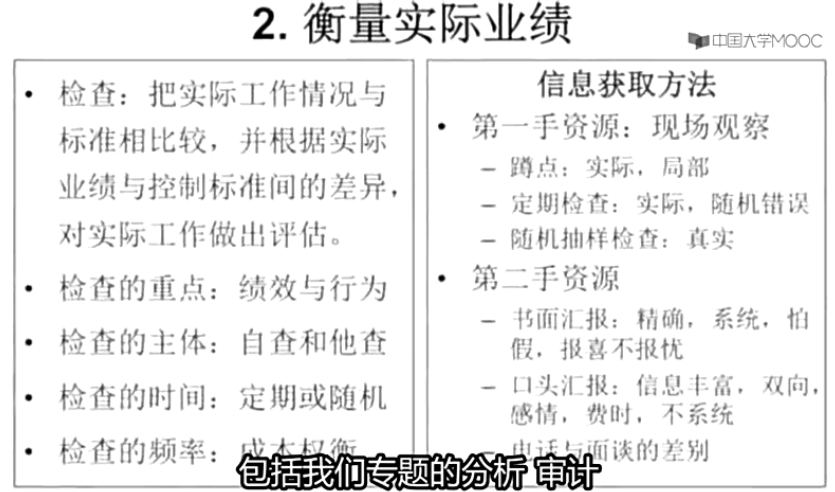 2. 衡量实际业绩
中国大学MOOC
• 检查：把实际工作情况与
标准相比较，并根据实际
业绩与控制标准间的差异，
对实际工作做出评估。
• 检查的重点：绩效与行为
• 检查的主体：自查和他查
• 检查的时间：定期或随机
• 检查的频率：成本权衡
信息获取方法
• 第一手资源：现场观察
– 蹲点：实际，局部
– 定期检查：实际，随机错误
– 随机抽样检查：真实
• 第二手资源
– 书面汇报：精确，系统，怕
假，报喜不报忧
– 口头汇报：信息丰富，双向，
感情，费时，不系统
– 电话与面谈的差别
包括我们专题的分析 审计